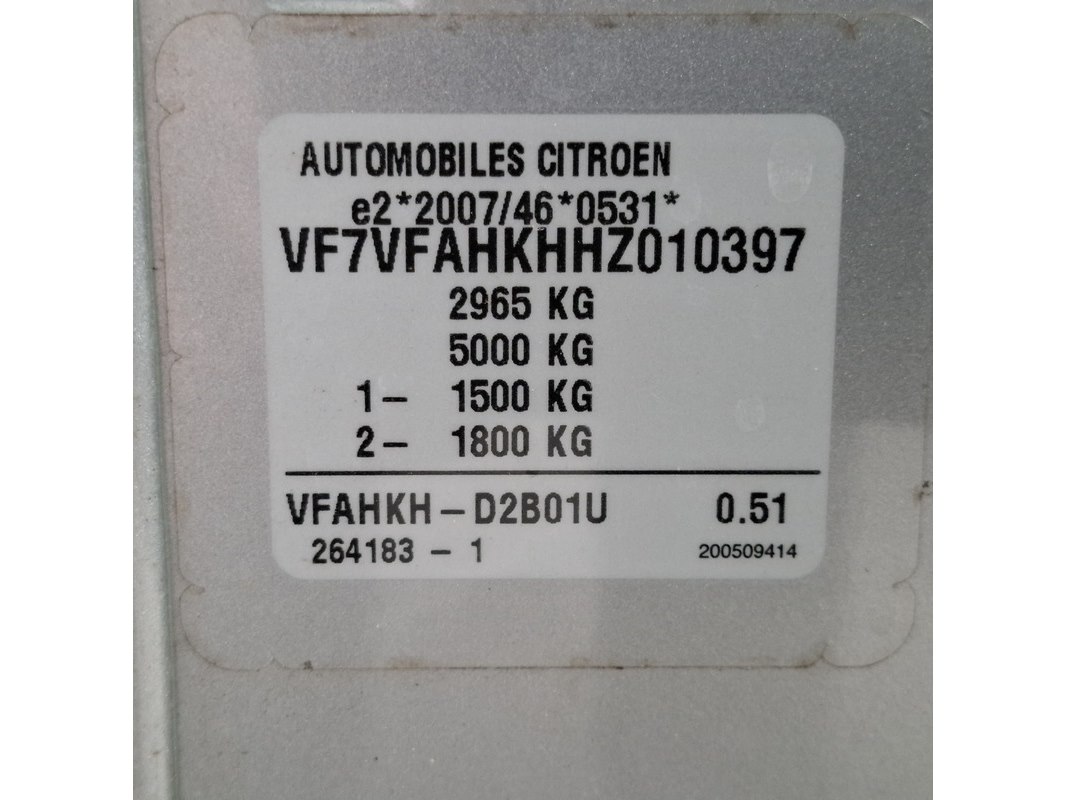 AUTOMOBILES CITROEN
e2*2007/46*0531*
VF7VFAHKHHZ010397
2965 KG
5000 KG
1- 1500 KG
2- 1800 KG
VFAHKH-D2B01U 0.51
264183 - 1 200509414